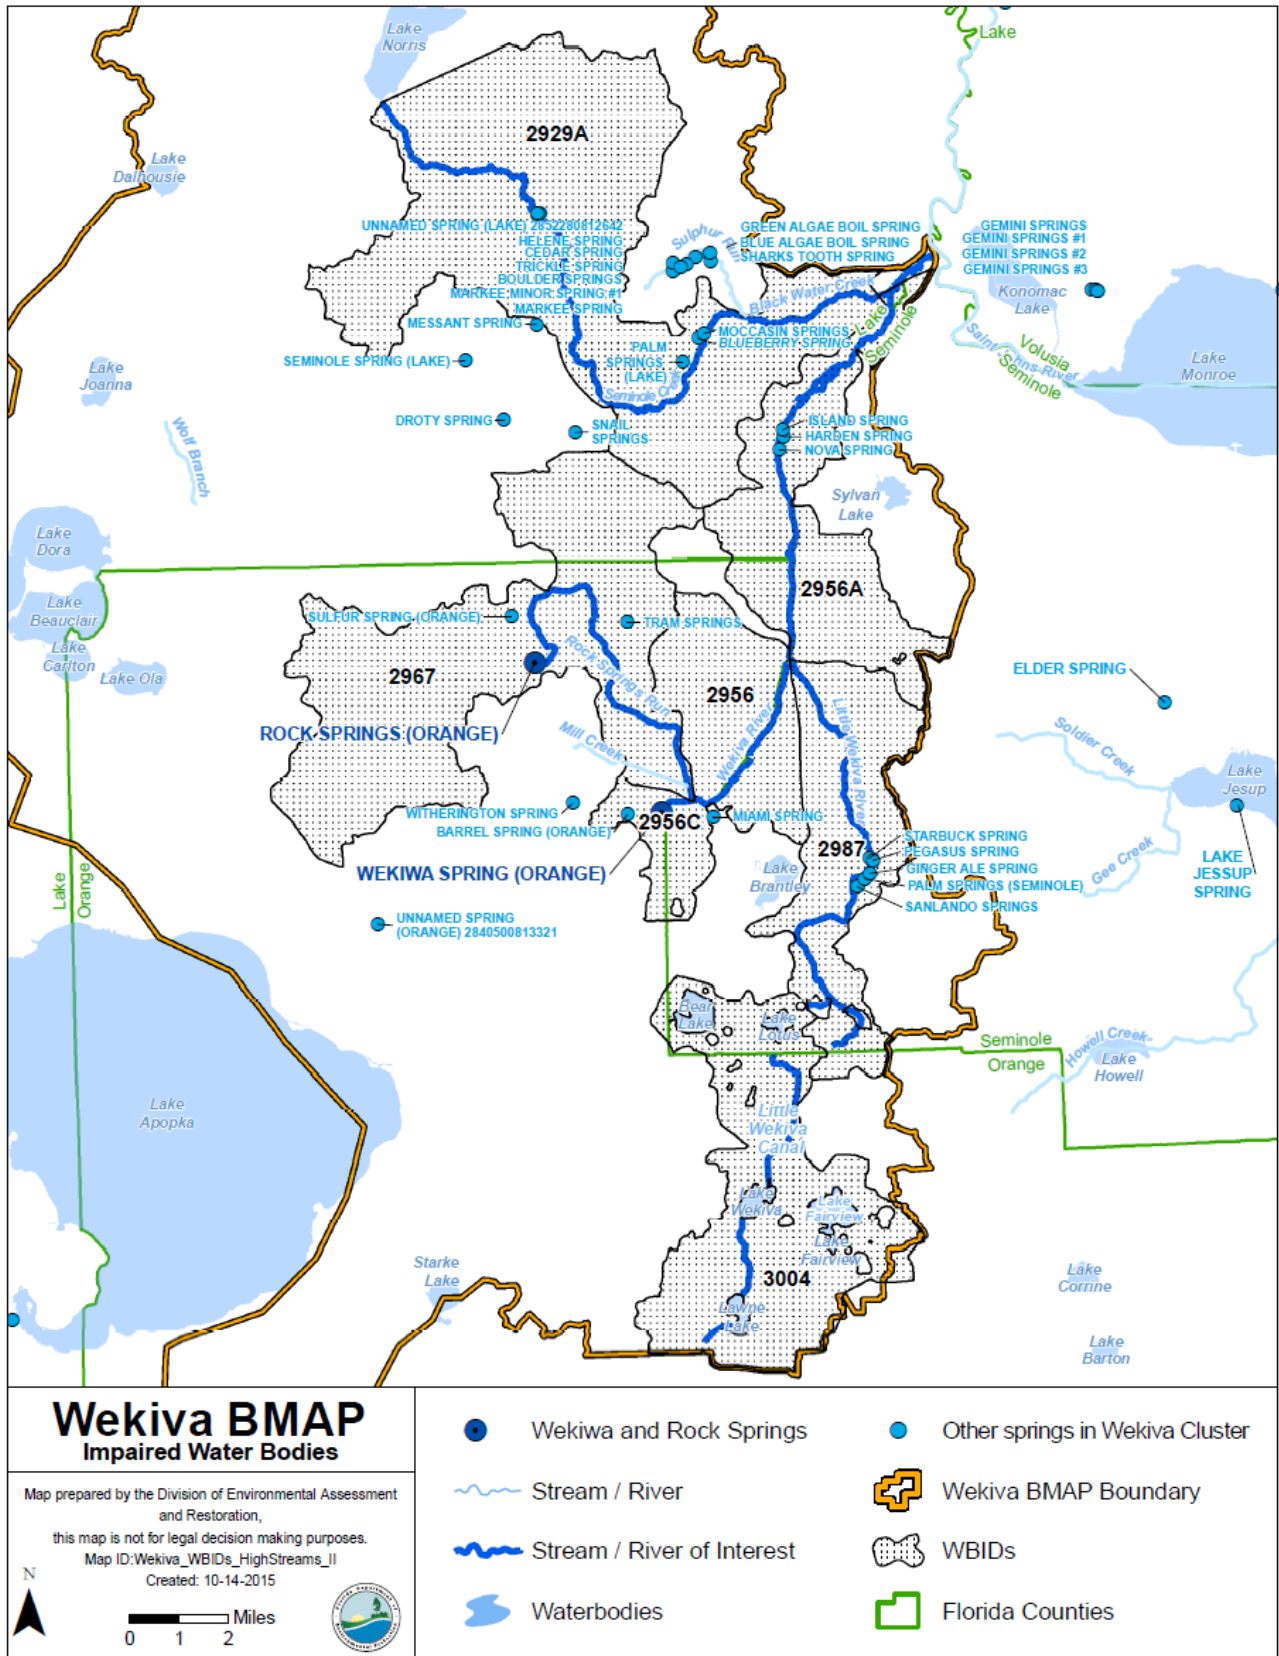 Lake
Norris
Lake
2929A
Lake
Dalhousie
UNNAMED SPRING (LAKE) 2852280812642
HELENE SPRING
CEDAR SPRING
TRICKLE SPRING
BOULDER SPRINGS
MARKEE MINOR SPRING #1
MARKEE SPRING
Sulphur Run
GREEN ALGAE BOIL SPRING
BLUE ALGAE BOIL SPRING
SHARKS TOOTH SPRING
GEMINI SPRINGS
GEMINI SPRINGS #1
GEMINI SPRINGS #2
GEMINI SPRINGS #3
Konomac
Lake
Black Water Creek
Lake
Seminole
MESSANT SPRING
MOCCASIN SPRINGS
BLUEBERRY SPRING
PALM
SPRINGS
(LAKE)
SEMINOLE SPRING (LAKE)
Saint Johns River
Volusia
Seminole
Lake
Monroe
Lake
Joanna
Seminole Creek
DROTY SPRING
SNAIL
SPRINGS
ISLAND SPRING
HARDEN SPRING
NOVA SPRING
Wolf Branch
Sylvan
Lake
Lake
Dora
2956A
Lake
Beauclair
SULFUR SPRING (ORANGE)
TRAM SPRINGS
Lake
Carlton
Lake Ola
2967
Rock Springs Run
2956
ELDER SPRING
ROCK SPRINGS (ORANGE)
Mill Creek
Wekiva River
Little Wekiva River
Soldier Creek
Lake
Jesup
WITHERINGTON SPRING
BARREL SPRING (ORANGE)
2956C
MIAMI SPRING
2987
STARBUCK SPRING
PEGASUS SPRING
GINGER ALE SPRING
PALM SPRINGS (SEMINOLE)
SANLANDO SPRINGS
Gee Creek
LAKE
JESSUP
SPRING
WEKIWA SPRING (ORANGE)
Lake
Brantley
Lake
Orange
UNNAMED SPRING
(ORANGE) 2840500813321
Bear
Lake
Lake
Lotus
Seminole
Orange
Howell Creek
Lake
Howell
Lake
Apopka
Little
Wekiva
Canal
Lake
Wekiva
Lake
Fairview
Lake
Fairview
Starke
Lake
3004
Lake
Corrine
Lawne
Lake
Lake
Barton
Wekiva BMAP
Impaired Water Bodies
Map prepared by the Division of Environmental Assessment
and Restoration,
this map is not for legal decision making purposes.
Map ID:Wekiva_WBIDs_HighStreams_II
Created: 10-14-2015
N
Miles
0 1 2
Wekiwa and Rock Springs
Stream / River
Stream / River of Interest
Waterbodies
Other springs in Wekiva Cluster
Wekiva BMAP Boundary
WBIDs
Florida Counties